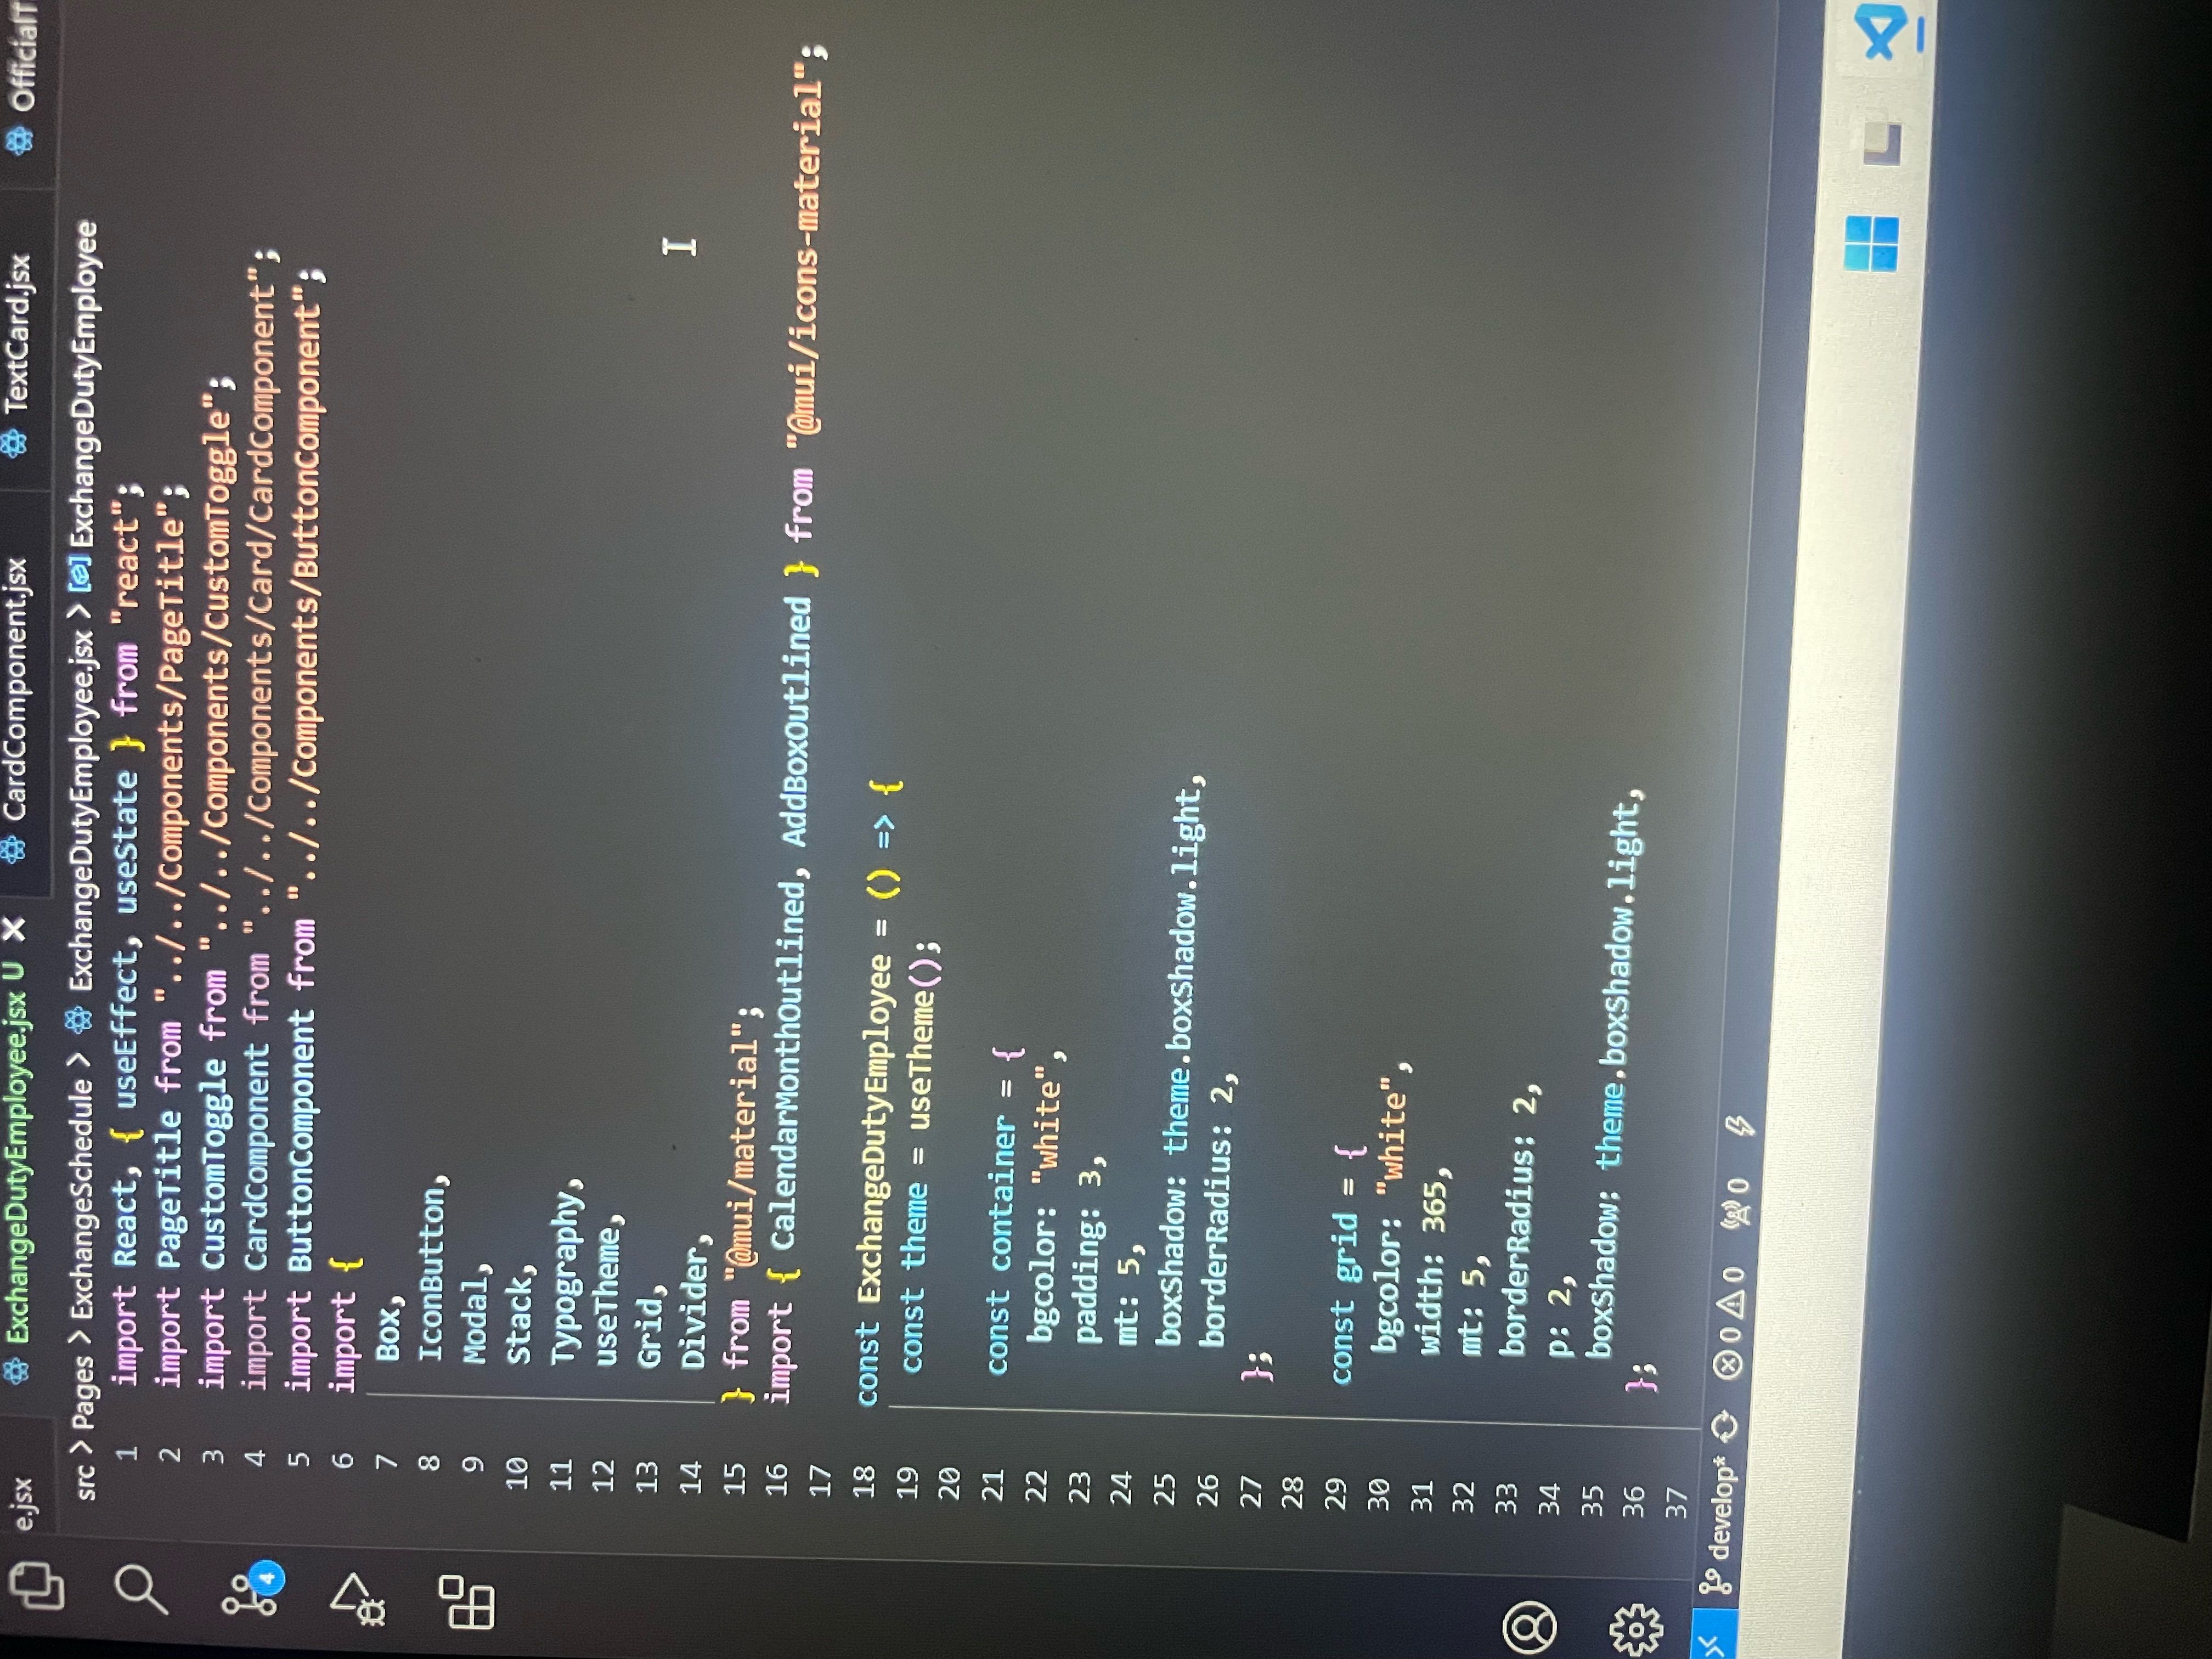 e.jsx ExchangeDutyEmployee.jsx U CardComponent.jsx TextCard.jsx OfficialT
src > Pages > ExchangeSchedule > ExchangeDutyEmployee.jsx > ExchangeDutyEmployee
1 import React, { useEffect, useState } from "react";
2 import PageTitle from "../../Components/PageTitle";
3 import CustomToggle from "../../Components/CustomToggle";
4 import CardComponent from "../../Components/Card/CardComponent";
5 import ButtonComponent from "../../Components/ButtonComponent";
6 import {
7 Box,
8 IconButton,
9 Modal,
10 Stack,
11 Typography,
12 useTheme,
13 Grid,
14 Divider,
15 } from "@mui/material";
16 import { CalendarMonthOutlined, AddBoxOutlined } from "@mui/icons-material";
17
18 const ExchangeDutyEmployee = () => {
19 const theme = useTheme();
20
21 const container = {
22 bgcolor: "white",
23 padding: 3,
24 mt: 5,
25 boxShadow: theme.boxShadow.light,
26 borderRadius: 2,
27 };
28
29 const grid = {
30 bgcolor: "white",
31 width: 365,
32 mt: 5,
33 borderRadius: 2,
34 p: 2,
35 boxShadow: theme.boxShadow.light,
36 };
37
4
develop* 0 0 0